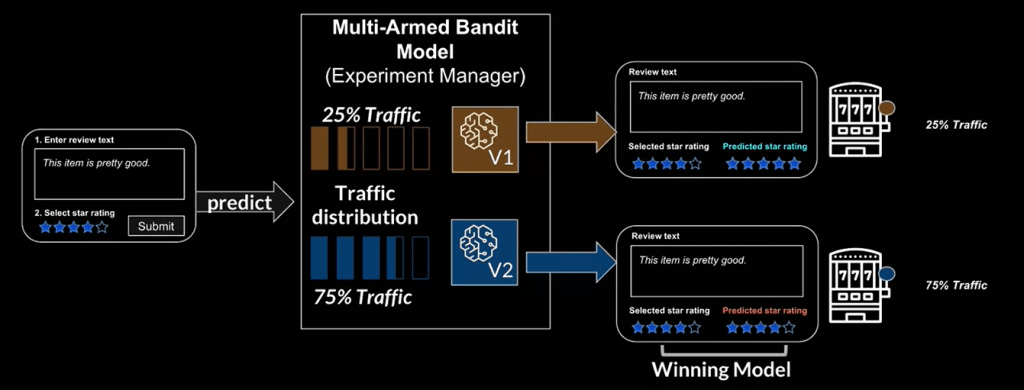 1. Enter review text
This item is pretty good.
2. Select star rating
Submit
predict
Multi-Armed Bandit
Model
(Experiment Manager)
25% Traffic
V1
Traffic
distribution
75% Traffic
V2
Review text
This item is pretty good.
Selected star rating Predicted star rating
777
25% Traffic
Review text
This item is pretty good.
Selected star rating Predicted star rating
777
75% Traffic
Winning Model